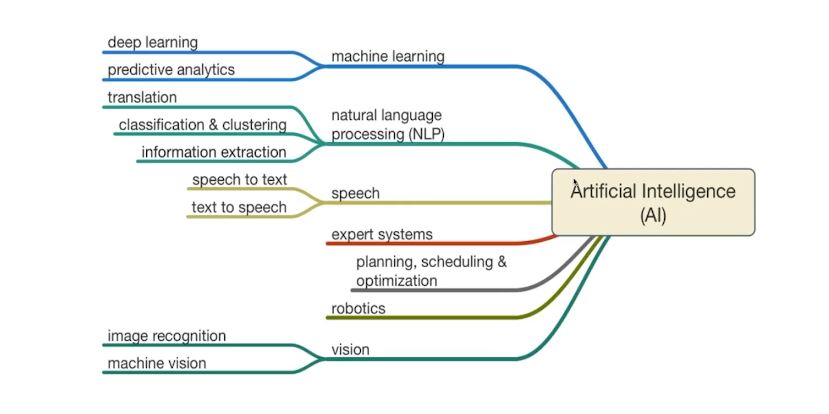 deep learning
predictive analytics
machine learning
translation
classification & clustering
information extraction
natural language
processing (NLP)
speech to text
text to speech
speech
expert systems
planning, scheduling &
optimization
robotics
image recognition
machine vision
vision
Artificial Intelligence
(AI)